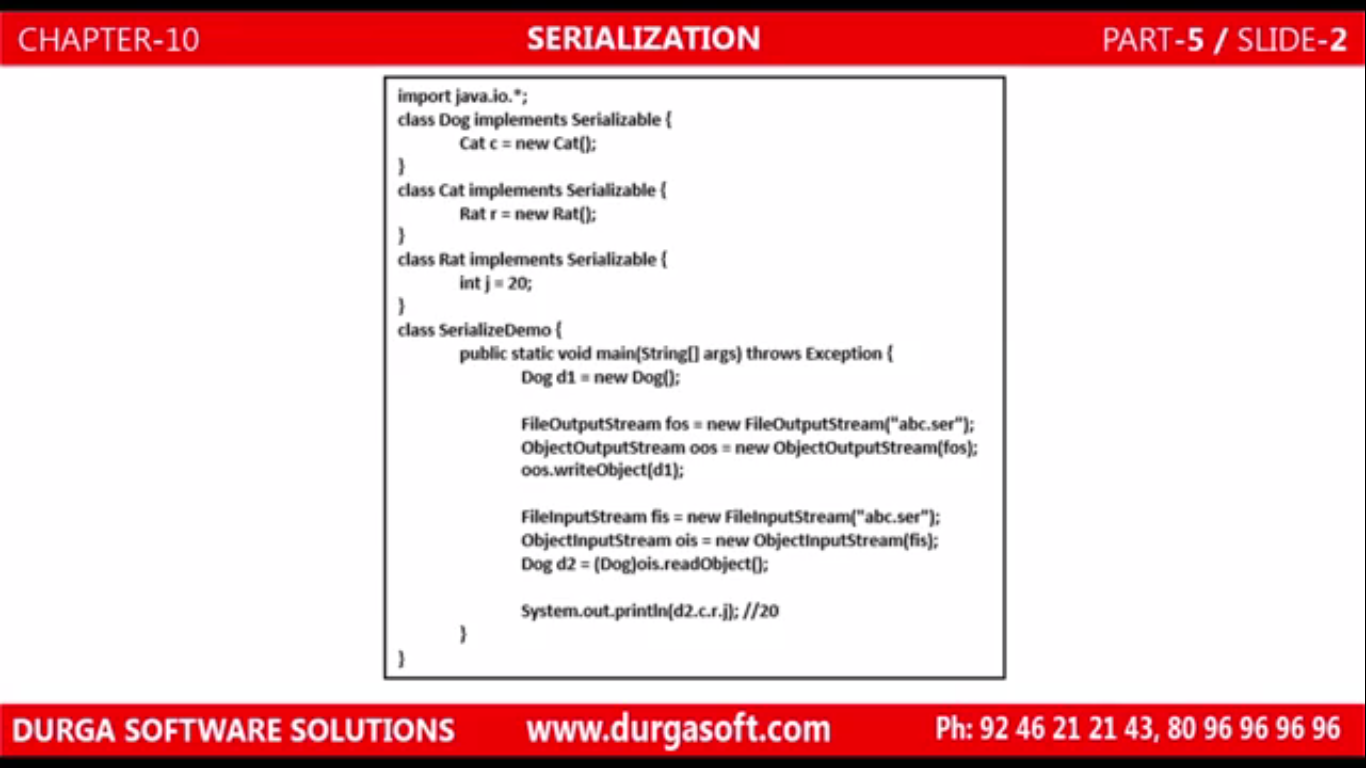 CHAPTER-10 SERIALIZATION PART-5 / SLIDE-2
import java.io.*;
class Dog implements Serializable {
Cat c = new Cat();
}
class Cat implements Serializable {
Rat r = new Rat();
}
class Rat implements Serializable {
int j = 20;
}
class SerializeDemo {
public static void main(String[] args) throws Exception {
Dog d1 = new Dog();
FileOutputStream fos = new FileOutputStream("abc.ser");
ObjectOutputStream oos = new ObjectOutputStream(fos);
oos.writeObject(d1);
FileInputStream fis = new FileInputStream("abc.ser");
ObjectInputStream ois = new ObjectInputStream(fis);
Dog d2 = (Dog)ois.readObject();
System.out.println(d2.c.r.j); //20
}
}
DURGA SOFTWARE SOLUTIONS www.durgasoft.com Ph: 92 46 21 21 43, 80 96 96 96 96